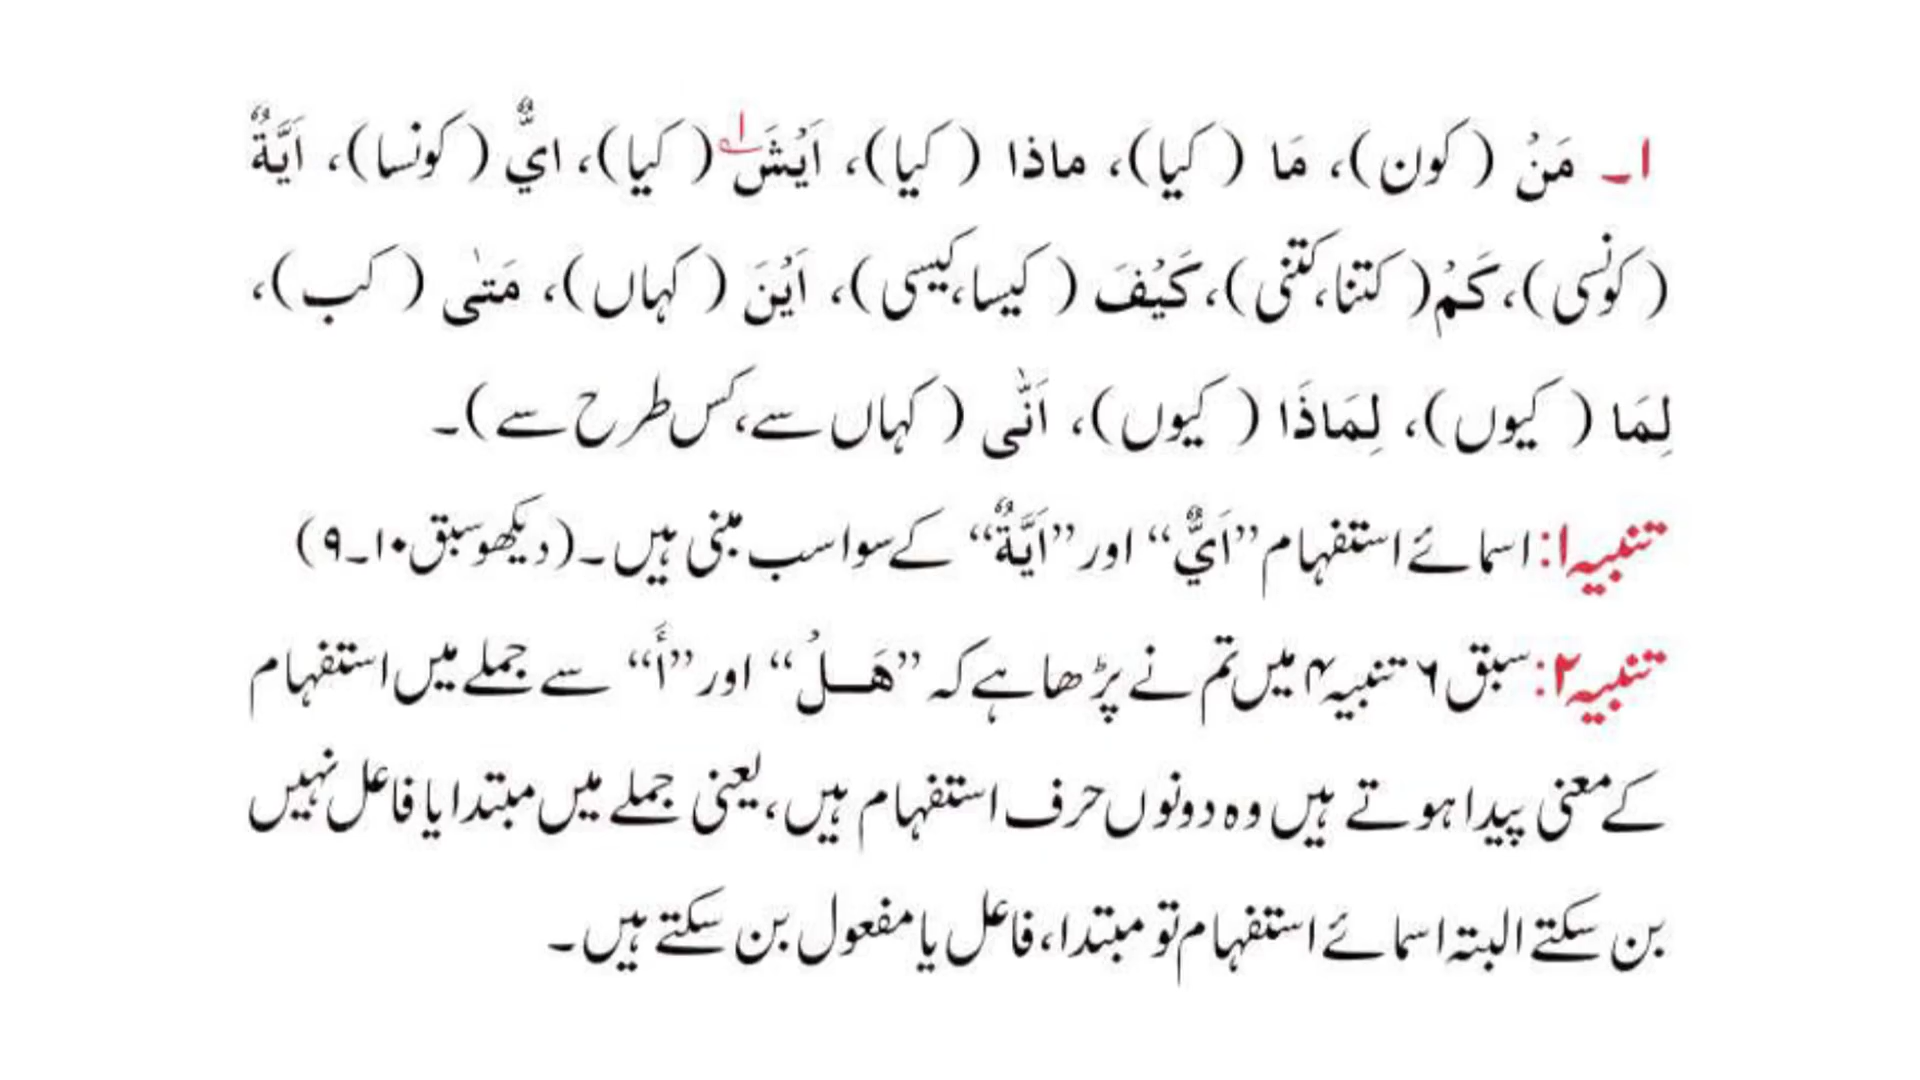 ۱۔ مَنْ (کون)، مَا (کیا)، ماذا (کیا)، اَیْشَ ؂۱ (کیا)، ايٌّ (کونسا)، اَیَّةٌ
(کونسی)، کَمْ (کتنا، کتنی)، کَیْفَ (کیسا، کیسی)، اَیْنَ (کہاں)، مَتٰی (کب)،
لِمَا (کیوں)، لِمَاذَا (کیوں)، اَنّٰی (کہاں سے، کس طرح سے)۔
تنبیہ۱: اسمائے استفہام ”اَيٌّ“ اور ”اَیَّةٌ“ کے سوا سب مبنی ہیں۔ (دیکھو سبق ۱۰۔۹)
تنبیہ۲: سبق ۶ تنبیہ ۴ میں تم نے پڑھا ہے کہ ”هَـلْ“ اور ”أَ“ سے جملے میں استفہام
کے معنی پیدا ہوتے ہیں وہ دونوں حرف استفہام ہیں، یعنی جملے میں مبتدا یا فاعل نہیں
بن سکتے البتہ اسمائے استفہام تو مبتدا، فاعل یا مفعول بن سکتے ہیں۔